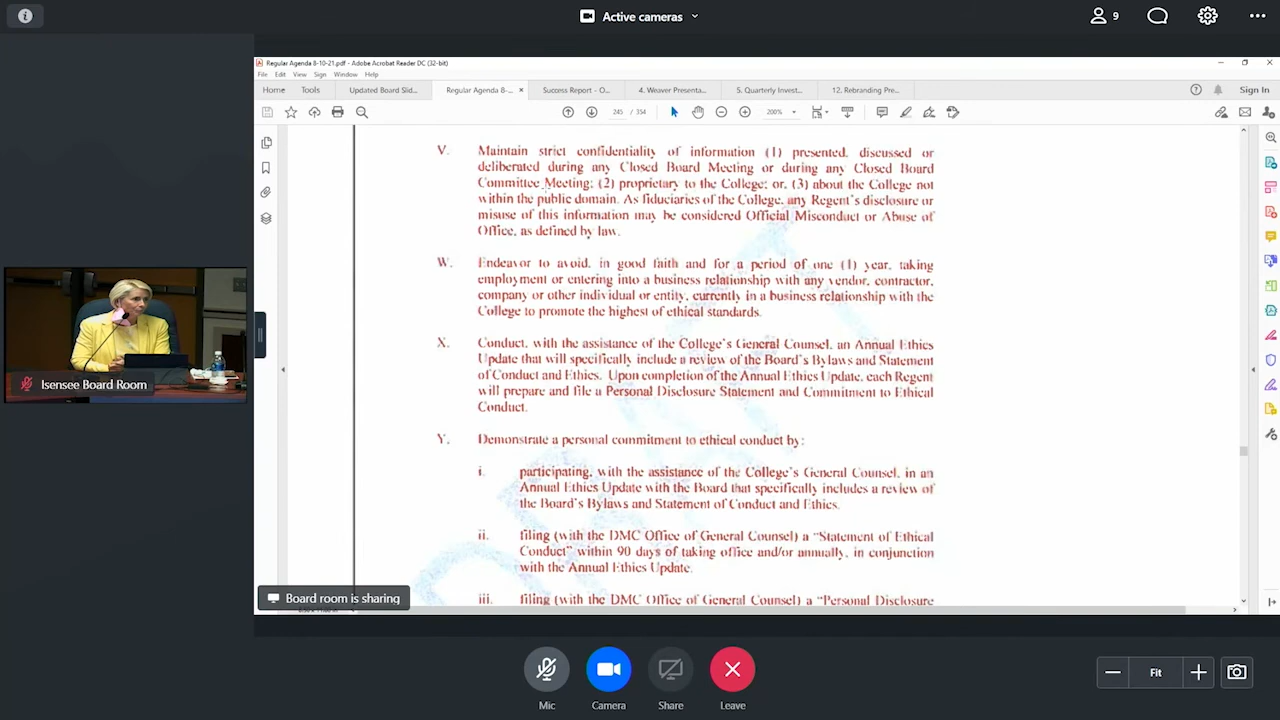 Active cameras
9
Regular Agenda 8-10-21.pdf - Adobe Acrobat Reader DC (32-bit)
File Edit View Sign Window Help
Home Tools Updated Board Slid... Regular Agenda 8-... Success Report - O... 4. Weaver Presenta... 5. Quarterly Invest... 12. Rebranding Pre... Sign In
245 / 354 200%
V. Maintain strict confidentiality of information (1) presented, discussed or
deliberated during any Closed Board Meeting or during any Closed Board
Committee Meeting; (2) proprietary to the College; or, (3) about the College not
within the public domain. As fiduciaries of the College, any Regent's disclosure or
misuse of this information may be considered Official Misconduct or Abuse of
Office, as defined by law.
W. Endeavor to avoid, in good faith and for a period of one (1) year, taking
employment or entering into a business relationship with any vendor, contractor,
company or other individual or entity, currently in a business relationship with the
College to promote the highest of ethical standards.
X. Conduct, with the assistance of the College's General Counsel, an Annual Ethics
Update that will specifically include a review of the Board's Bylaws and Statement
of Conduct and Ethics. Upon completion of the Annual Ethics Update, each Regent
will prepare and file a Personal Disclosure Statement and Commitment to Ethical
Conduct.
Y. Demonstrate a personal commitment to ethical conduct by:
i. participating, with the assistance of the College's General Counsel, in an
Annual Ethics Update with the Board that specifically includes a review of
the Board's Bylaws and Statement of Conduct and Ethics.
ii. filing (with the DMC Office of General Counsel) a "Statement of Ethical
Conduct" within 90 days of taking office and/or annually, in conjunction
with the Annual Ethics Update.
iii. filing (with the DMC Office of General Counsel) a "Personal Disclosure
Isensee Board Room
Board room is sharing
Mic Camera Share Leave
Fit